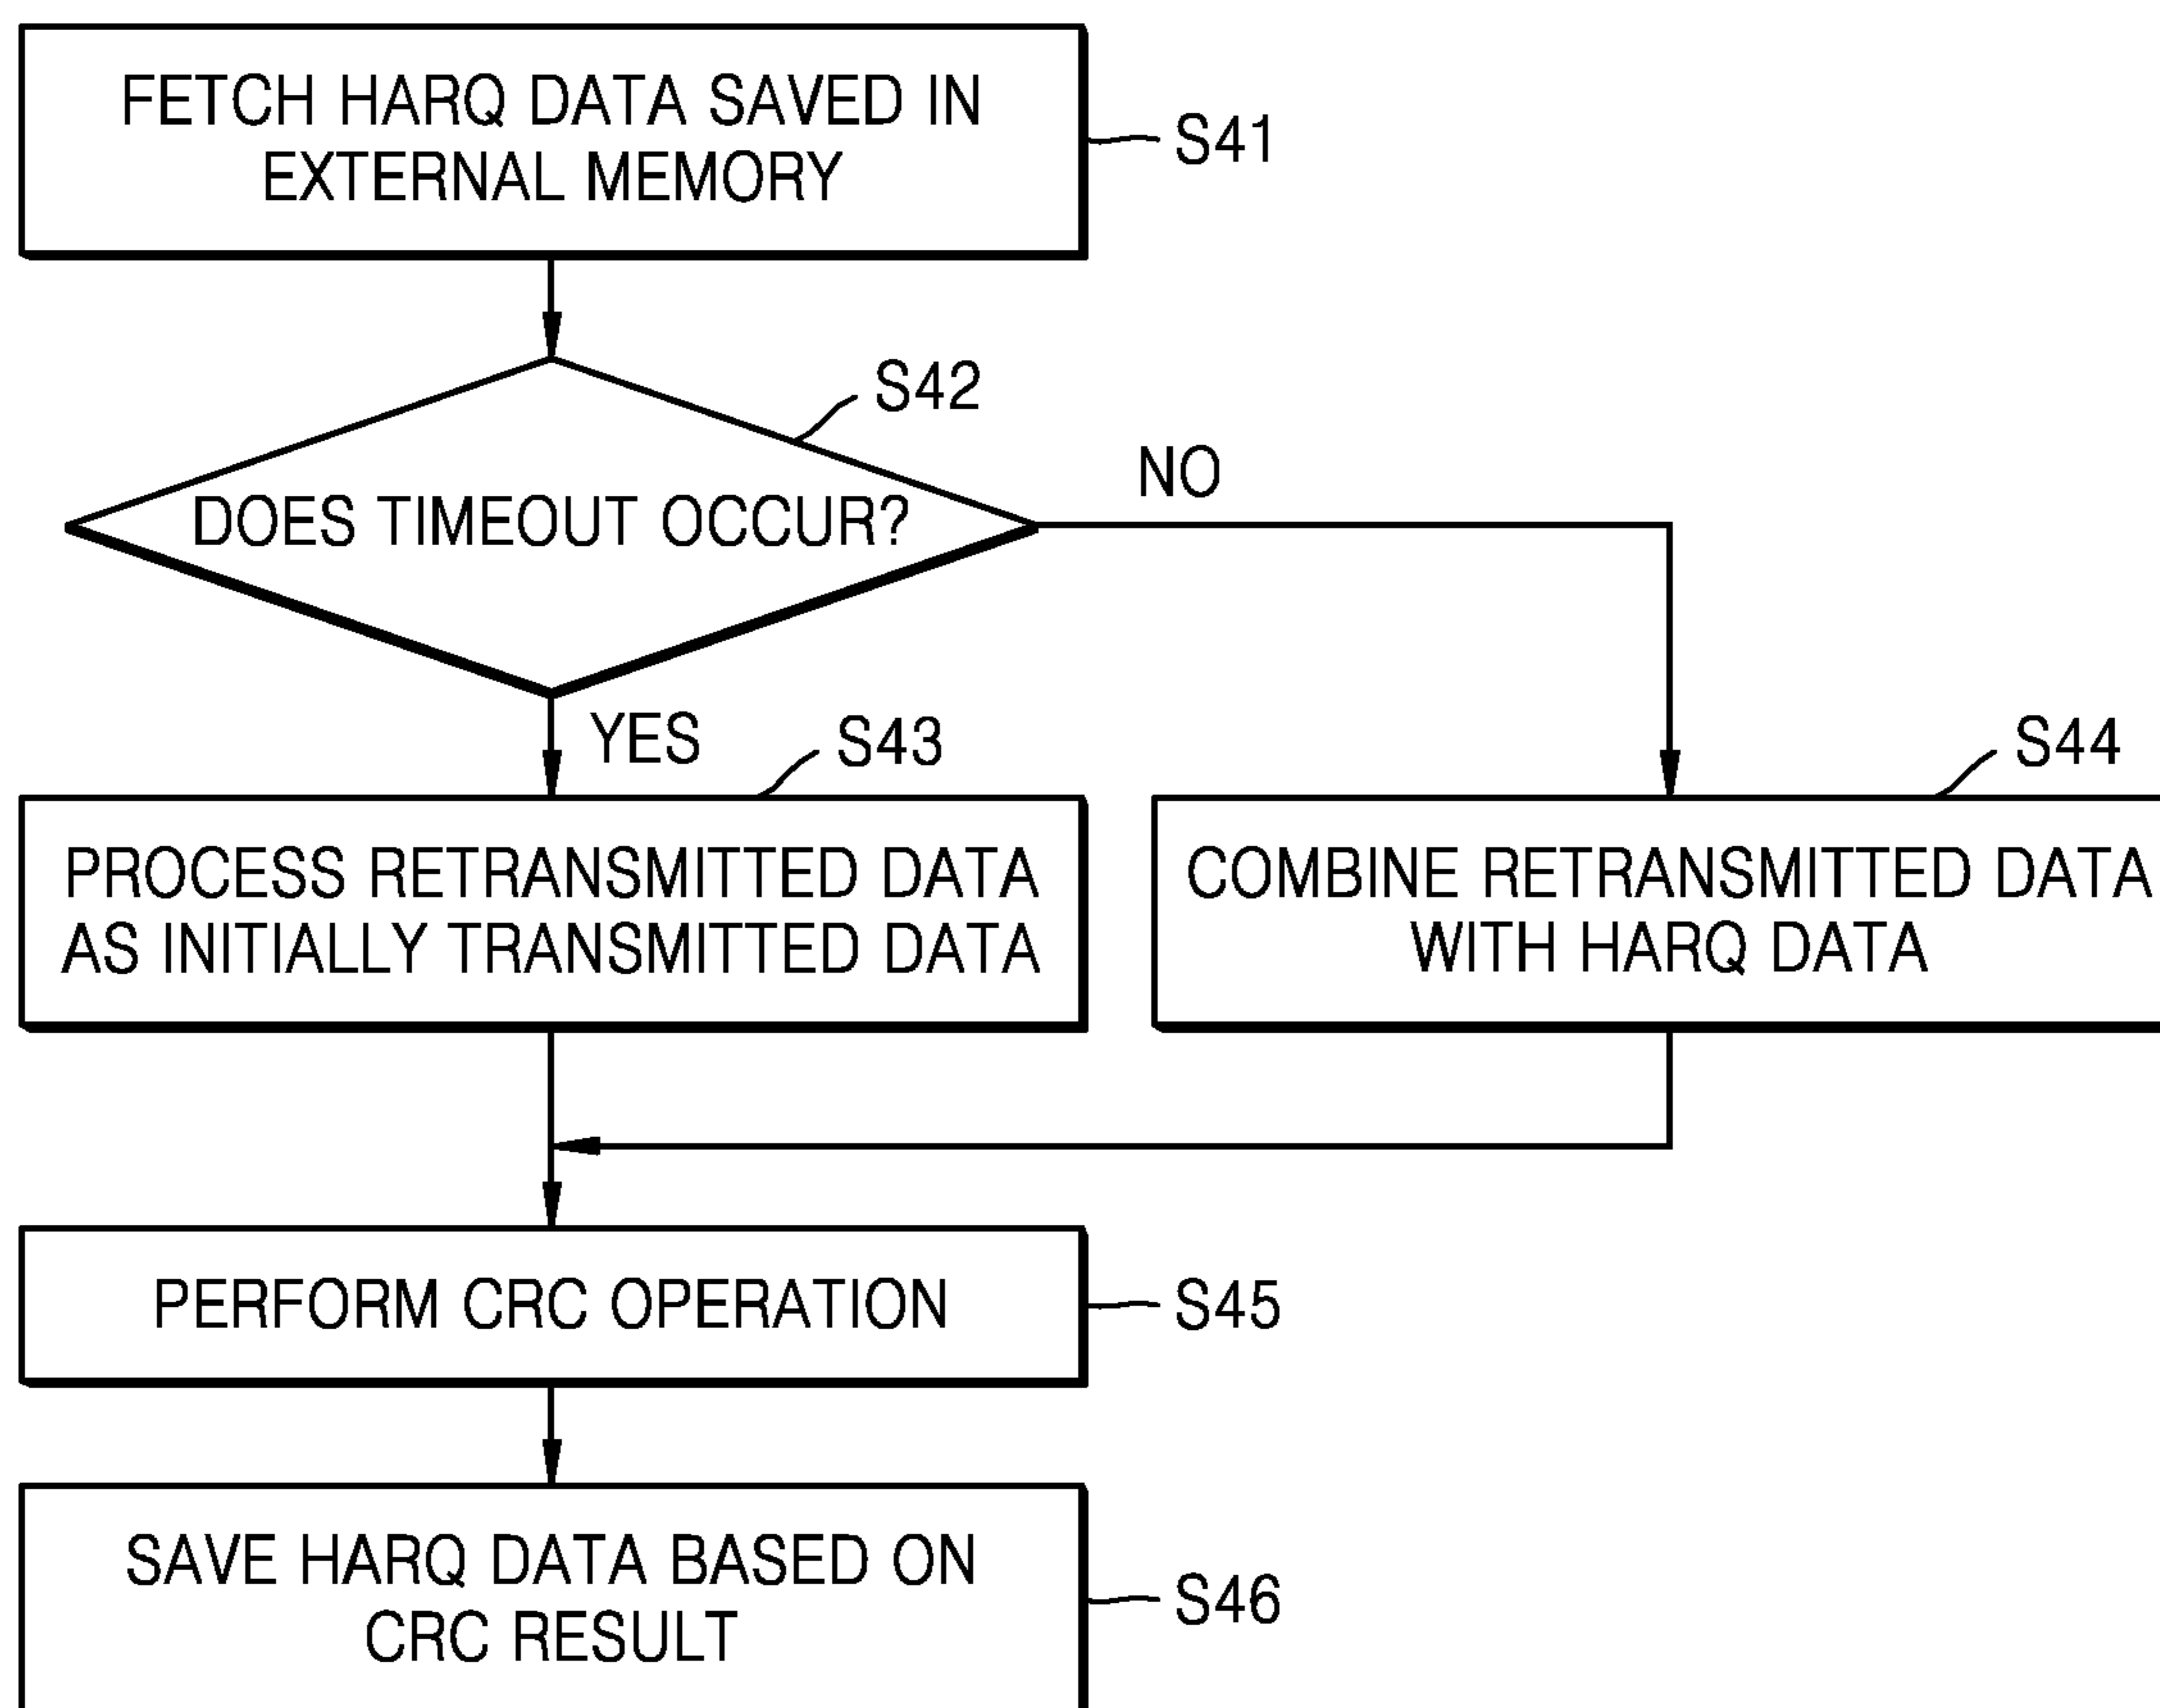 FETCH HARQ DATA SAVED IN
EXTERNAL MEMORY
S41
S42
DOES TIMEOUT OCCUR?
NO
YES
S43
S44
PROCESS RETRANSMITTED DATA
AS INITIALLY TRANSMITTED DATA
COMBINE RETRANSMITTED DATA
WITH HARQ DATA
PERFORM CRC OPERATION
S45
SAVE HARQ DATA BASED ON
CRC RESULT
S46